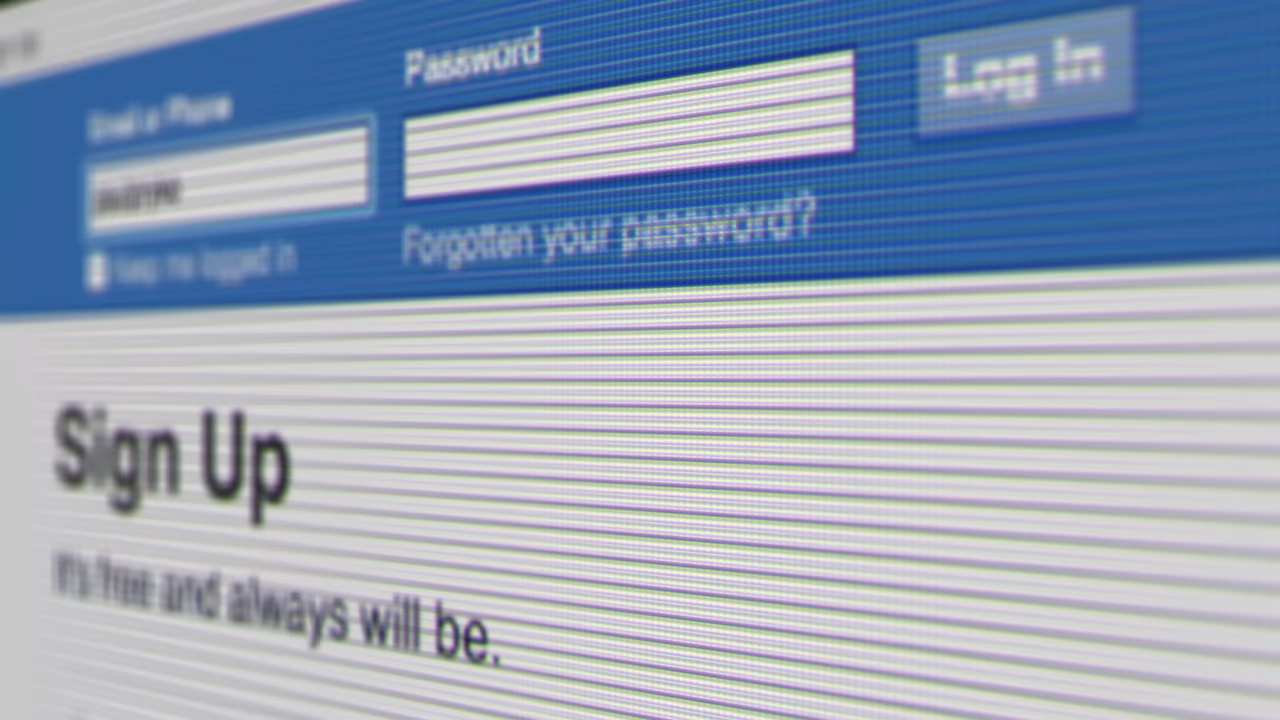 Email or Phone
Password
Log In
Keep me logged in
Forgotten your password?
Sign Up
It's free and always will be.